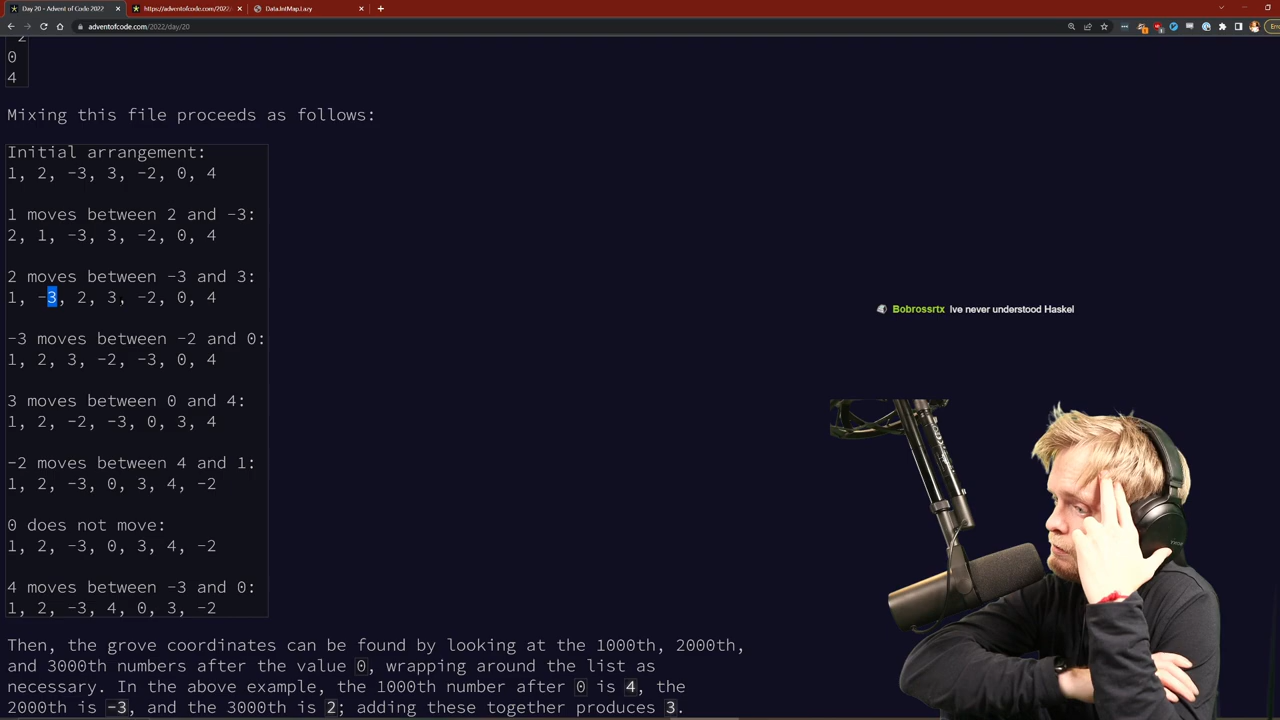 Day 20 - Advent of Code 2022
https://adventofcode.com/2022/
Data.IntMap.Lazy
adventofcode.com/2022/day/20
-2
0
4
Mixing this file proceeds as follows:
Initial arrangement:
1, 2, -3, 3, -2, 0, 4
1 moves between 2 and -3:
2, 1, -3, 3, -2, 0, 4
2 moves between -3 and 3:
1, -3, 2, 3, -2, 0, 4
-3 moves between -2 and 0:
1, 2, 3, -2, -3, 0, 4
3 moves between 0 and 4:
1, 2, -2, -3, 0, 3, 4
-2 moves between 4 and 1:
1, 2, -3, 0, 3, 4, -2
0 does not move:
1, 2, -3, 0, 3, 4, -2
4 moves between -3 and 0:
1, 2, -3, 4, 0, 3, -2
Then, the grove coordinates can be found by looking at the 1000th, 2000th,
and 3000th numbers after the value 0, wrapping around the list as
necessary. In the above example, the 1000th number after 0 is 4, the
2000th is -3, and the 3000th is 2; adding these together produces 3.
Bobrossrtx Ive never understood Haskel